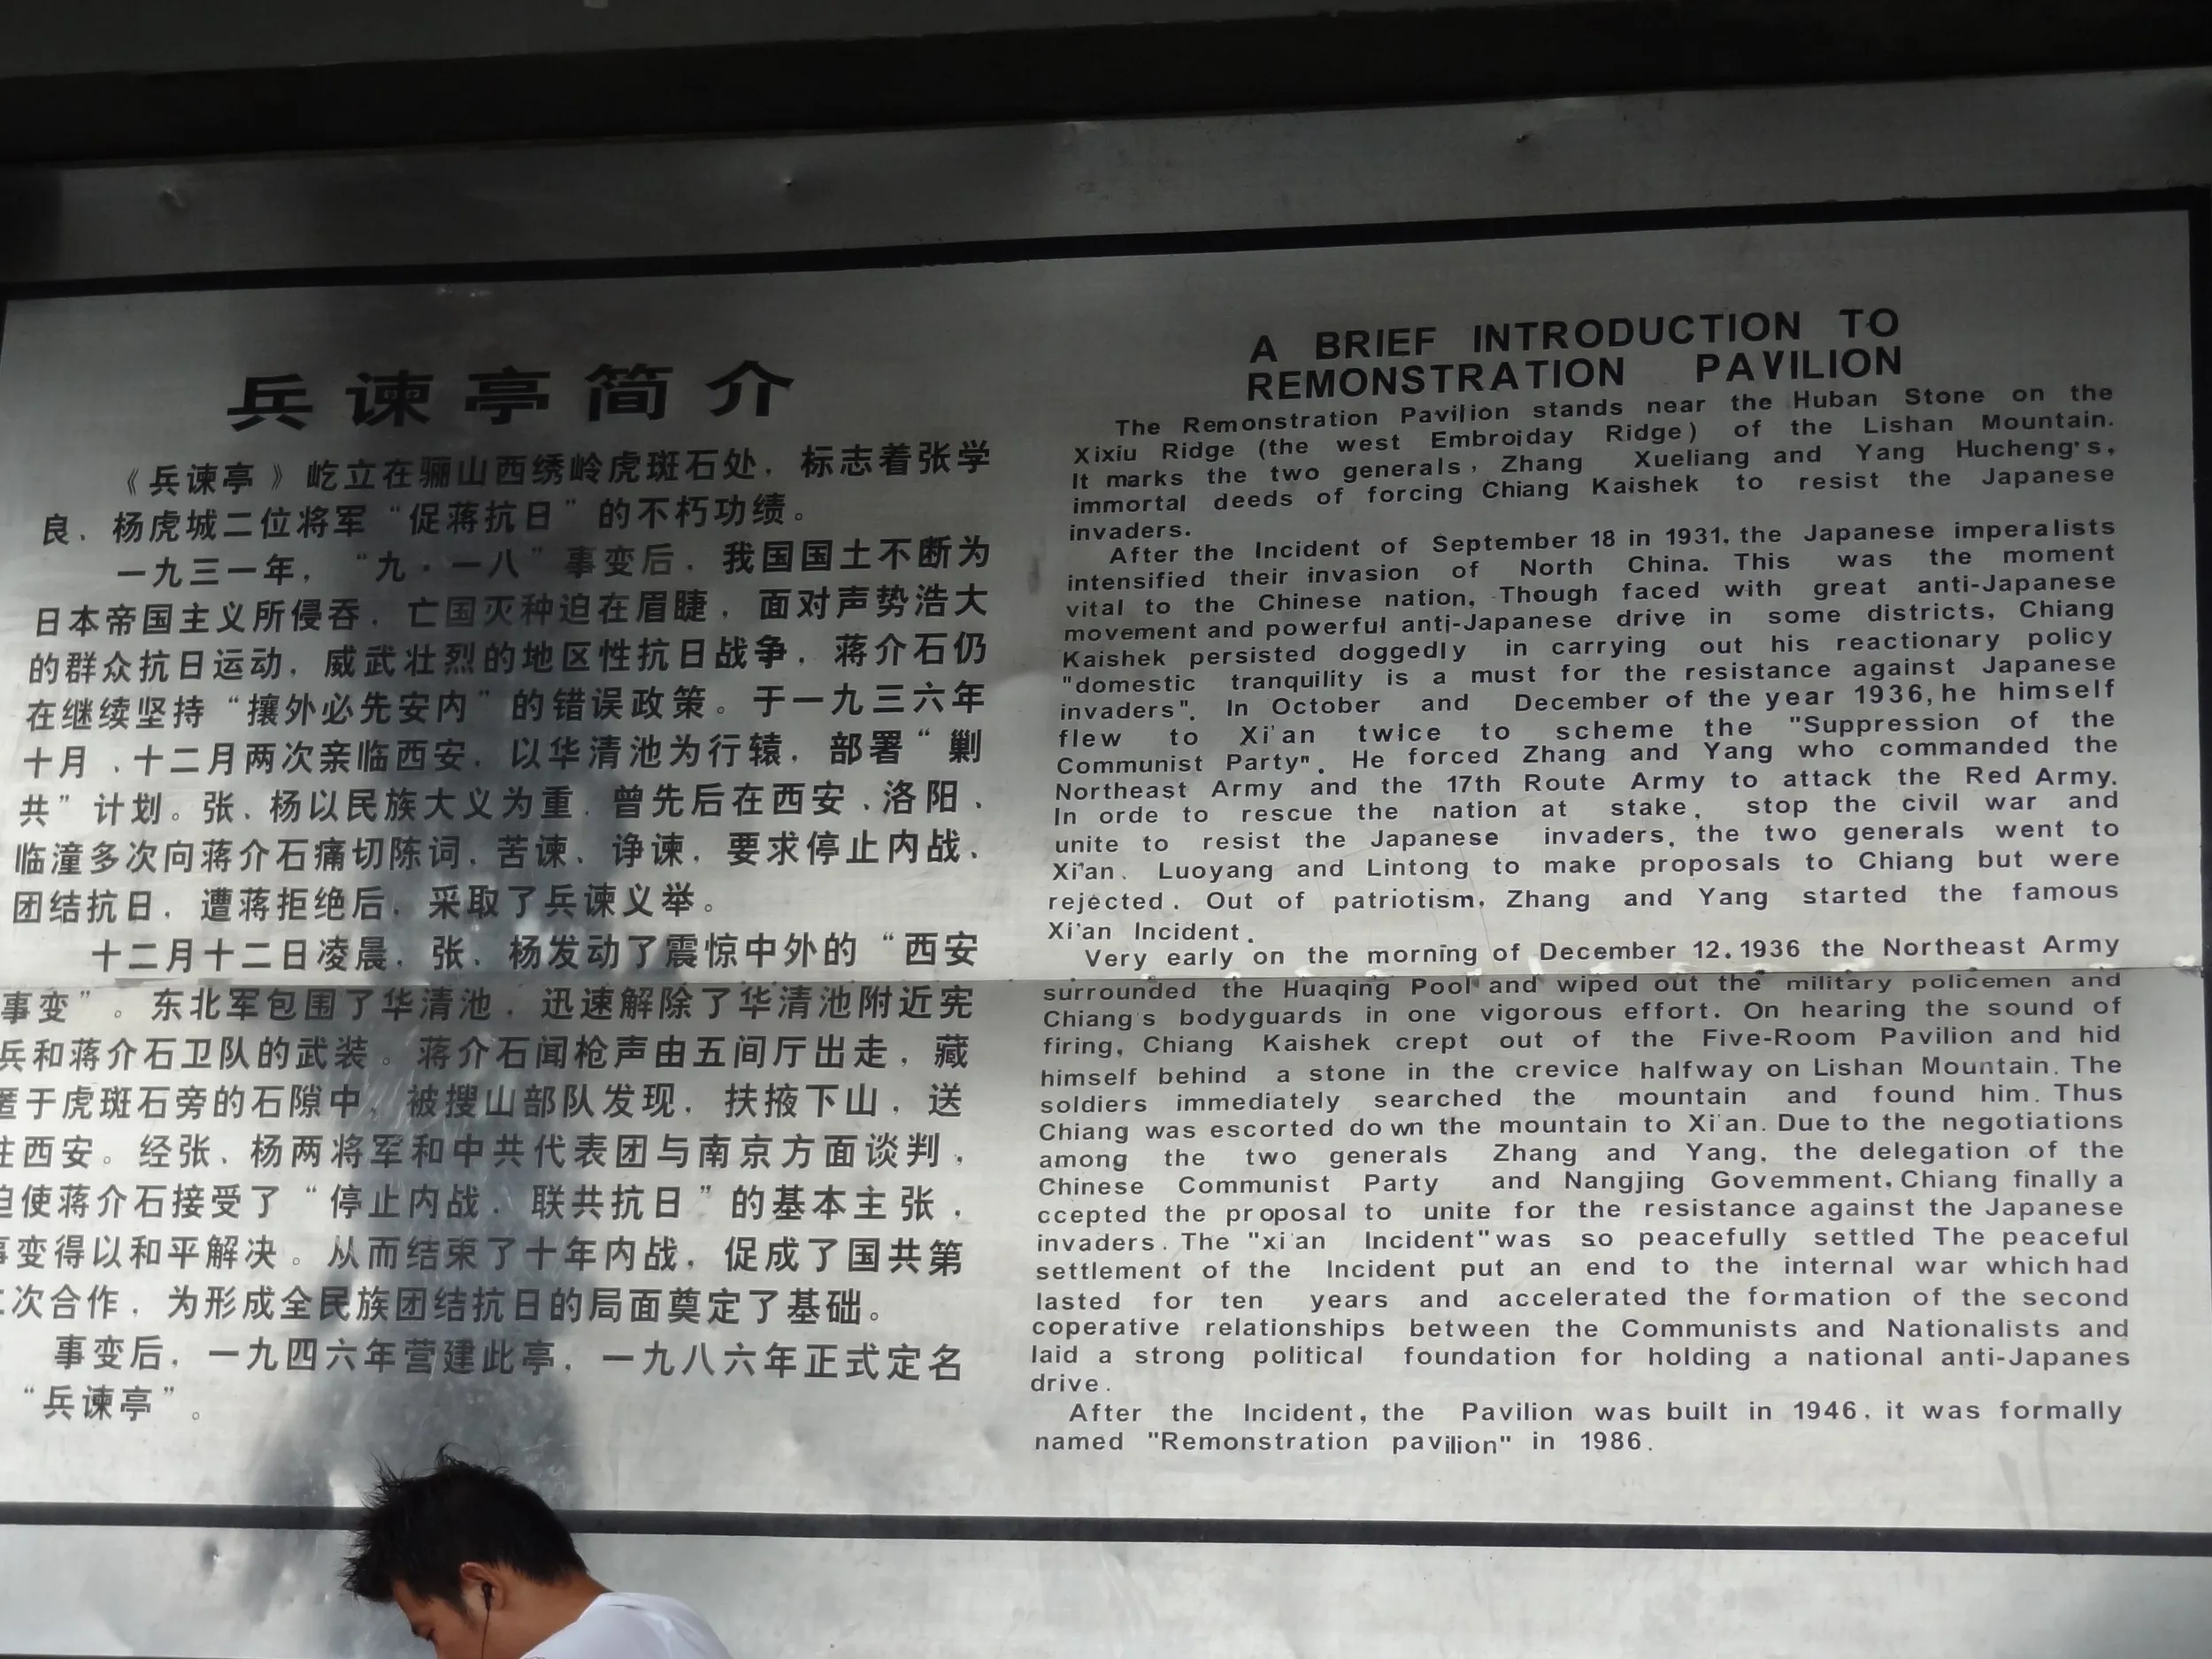 兵谏亭简介
《兵谏亭》屹立在骊山西绣岭虎斑石处，标志着张学
良、杨虎城二位将军“促蒋抗日”的不朽功绩。
一九三一年，“九·一八”事变后，我国国土不断为
日本帝国主义所侵吞，亡国灭种迫在眉睫，面对声势浩大
的群众抗日运动，威武壮烈的地区性抗日战争，蒋介石仍
在继续坚持“攘外必先安内”的错误政策。于一九三六年
十月、十二月两次亲临西安，以华清池为行辕，部署“剿
共”计划。张、杨以民族大义为重，曾先后在西安、洛阳、
临潼多次向蒋介石痛切陈词，苦谏、诤谏，要求停止内战、
团结抗日，遭蒋拒绝后，采取了兵谏义举。
十二月十二日凌晨，张、杨发动了震惊中外的“西安
事变”。东北军包围了华清池，迅速解除了华清池附近宪
兵和蒋介石卫队的武装。蒋介石闻枪声由五间厅出走，藏
匿于虎斑石旁的石隙中，被搜山部队发现，扶掖下山，送
往西安。经张、杨两将军和中共代表团与南京方面谈判，
迫使蒋介石接受了“停止内战，联共抗日”的基本主张，
事变得以和平解决。从而结束了十年内战，促成了国共第
二次合作，为形成全民族团结抗日的局面奠定了基础。
事变后，一九四六年营建此亭，一九八六年正式定名
“兵谏亭”。
A BRIEF INTRODUCTION TO
REMONSTRATION PAVILION
The Remonstration Pavilion stands near the Huban Stone on the
Xixiu Ridge (the west Embroiday Ridge) of the Lishan Mountain.
It marks the two generals, Zhang Xueliang and Yang Hucheng's,
immortal deeds of forcing Chiang Kaishek to resist the Japanese
invaders.
After the Incident of September 18 in 1931, the Japanese imperalists
intensified their invasion of North China. This was the moment
vital to the Chinese nation, Though faced with great anti-Japanese
movement and powerful anti-Japanese drive in some districts, Chiang
Kaishek persisted doggedly in carrying out his reactionary policy
"domestic tranquility is a must for the resistance against Japanese
invaders". In October and December of the year 1936, he himself
flew to Xi'an twice to scheme the "Suppression of the
Communist Party". He forced Zhang and Yang who commanded the
Northeast Army and the 17th Route Army to attack the Red Army.
In orde to rescue the nation at stake, stop the civil war and
unite to resist the Japanese invaders, the two generals went to
Xi'an、Luoyang and Lintong to make proposals to Chiang but were
rejected. Out of patriotism, Zhang and Yang started the famous
Xi'an Incident.
Very early on the morning of December 12.1936 the Northeast Army
surrounded the Huaqing Pool and wiped out the military policemen and
Chiang's bodyguards in one vigorous effort. On hearing the sound of
firing, Chiang Kaishek crept out of the Five-Room Pavilion and hid
himself behind a stone in the crevice halfway on Lishan Mountain. The
soldiers immediately searched the mountain and found him. Thus
Chiang was escorted down the mountain to Xi'an. Due to the negotiations
among the two generals Zhang and Yang, the delegation of the
Chinese Communist Party and Nangjing Govemment, Chiang finally a
ccepted the proposal to unite for the resistance against the Japanese
invaders. The "xi'an Incident" was so peacefully settled The peaceful
settlement of the Incident put an end to the internal war which had
lasted for ten years and accelerated the formation of the second
coperative relationships between the Communists and Nationalists and
laid a strong political foundation for holding a national anti-Japanes
drive.
After the Incident, the Pavilion was built in 1946, it was formally
named "Remonstration pavilion" in 1986.